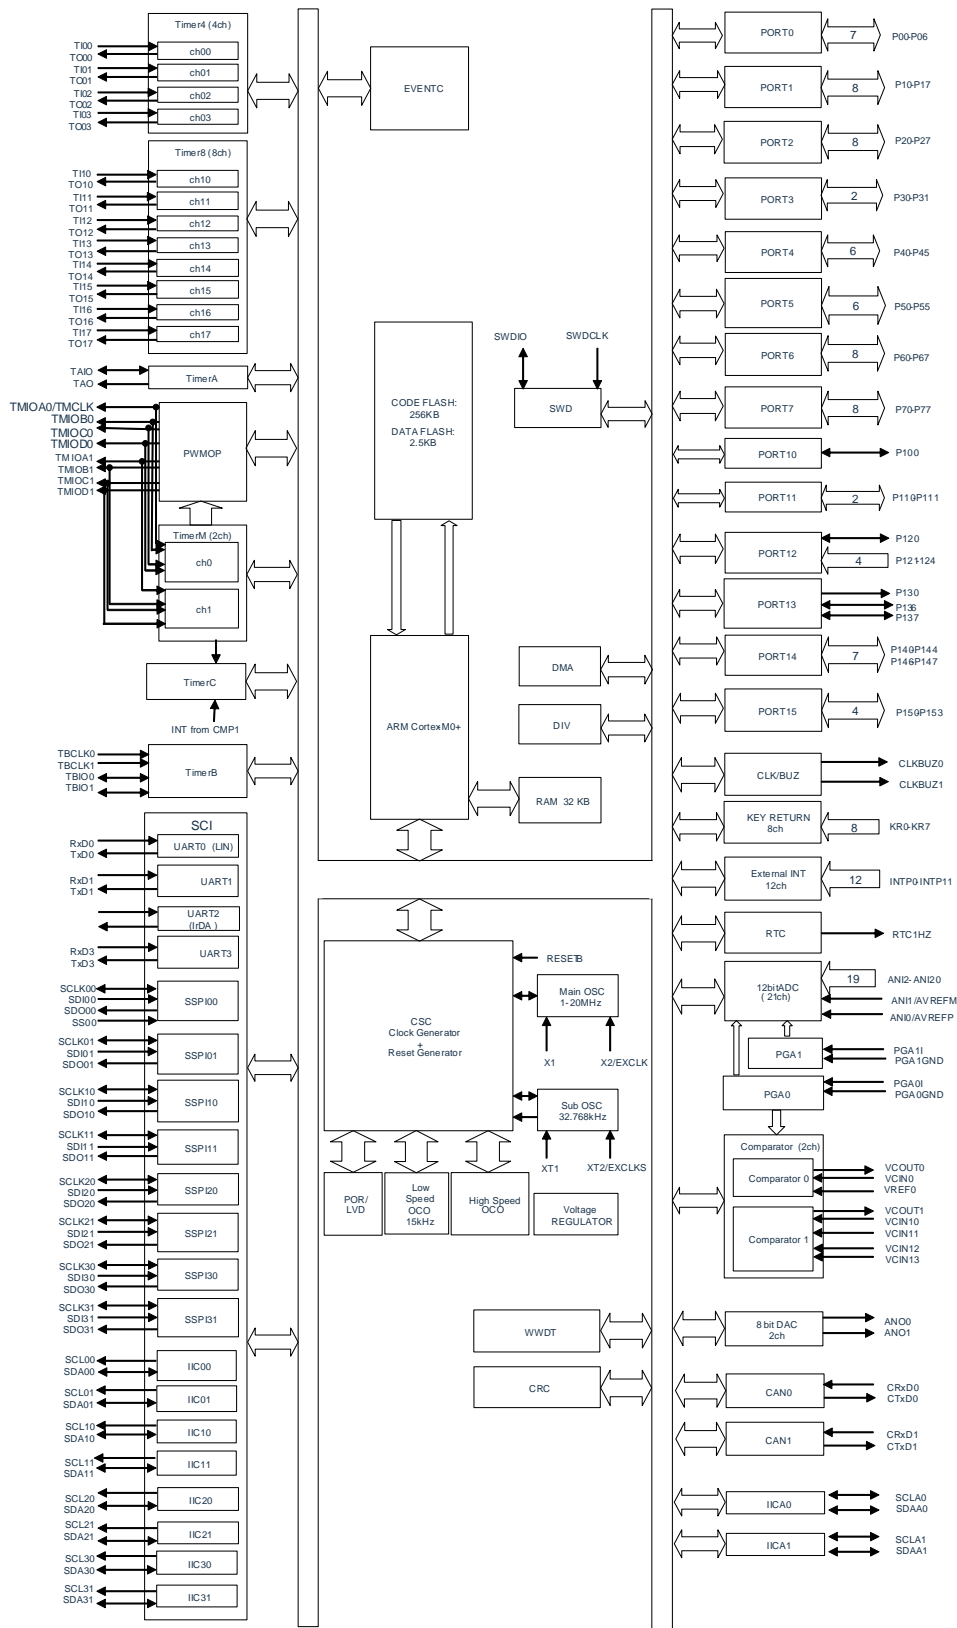 Timer4 (4ch)
TI00
TO00
ch00
TI01
TO01
ch01
TI02
TO02
ch02
TI03
TO03
ch03
Timer8 (8ch)
TI10
TO10
ch10
TI11
TO11
ch11
TI12
TO12
ch12
TI13
TO13
ch13
TI14
TO14
ch14
TI15
TO15
ch15
TI16
TO16
ch16
TI17
TO17
ch17
TAIO
TAO
TimerA
TMIOA0/TMCLK
TMIOB0
TMIOC0
TMIOD0
TMIOA1
TMIOB1
TMIOC1
TMIOD1
PWMOP
TimerM (2ch)
ch0
ch1
TimerC
INT from CMP1
TBCLK0
TBCLK1
TBIO0
TBIO1
TimerB
SCI
RxD0
TxD0
UART0 (LIN)
RxD1
TxD1
UART1
UART2
(IrDA)
RxD3
TxD3
UART3
SCLK00
SDI00
SDO00
SS00
SSPI00
SCLK01
SDI01
SDO01
SSPI01
SCLK10
SDI10
SDO10
SSPI10
SCLK11
SDI11
SDO11
SSPI11
SCLK20
SDI20
SDO20
SSPI20
SCLK21
SDI21
SDO21
SSPI21
SCLK30
SDI30
SDO30
SSPI30
SCLK31
SDI31
SDO31
SSPI31
SCL00
SDA00
IIC00
SCL01
SDA01
IIC01
SCL10
SDA10
IIC10
SCL11
SDA11
IIC11
SCL20
SDA20
IIC20
SCL21
SDA21
IIC21
SCL30
SDA30
IIC30
SCL31
SDA31
IIC31
EVENTC
CODE FLASH:
256KB
DATA FLASH:
2.5KB
SWDIO
SWDCLK
SWD
ARM Cortex-M0+
DMA
DIV
RAM 32 KB
CSC
Clock Generator
+
Reset Generator
RESETB
Main OSC
1-20MHz
X1
X2/EXCLK
Sub OSC
32.768kHz
XT1
XT2/EXCLKS
POR/
LVD
Low
Speed
OCO
15kHz
High Speed
OCO
Voltage
REGULATOR
WWDT
CRC
PORT0
7
P00-P06
PORT1
8
P10-P17
PORT2
8
P20-P27
PORT3
2
P30-P31
PORT4
6
P40-P45
PORT5
6
P50-P55
PORT6
8
P60-P67
PORT7
8
P70-P77
PORT10
P100
PORT11
2
P110-P111
PORT12
P120
4
P121-124
PORT13
P130
P136
P137
PORT14
7
P140-P144
P146-P147
PORT15
4
P150-P153
CLK/BUZ
CLKBUZ0
CLKBUZ1
KEY RETURN
8ch
8
KR0-KR7
External INT
12ch
12
INTP0-INTP11
RTC
RTC1HZ
12bitADC
(21ch)
19
ANI2-ANI20
ANI1/AVREFM
ANI0/AVREFP
PGA1
PGA1I
PGA1GND
PGA0
PGA0I
PGA0GND
Comparator (2ch)
Comparator 0
VCOUT0
VCIN0
VREF0
Comparator 1
VCOUT1
VCIN10
VCIN11
VCIN12
VCIN13
8 bit DAC
2ch
ANO0
ANO1
CAN0
CRxD0
CTxD0
CAN1
CRxD1
CTxD1
IICA0
SCLA0
SDAA0
IICA1
SCLA1
SDAA1